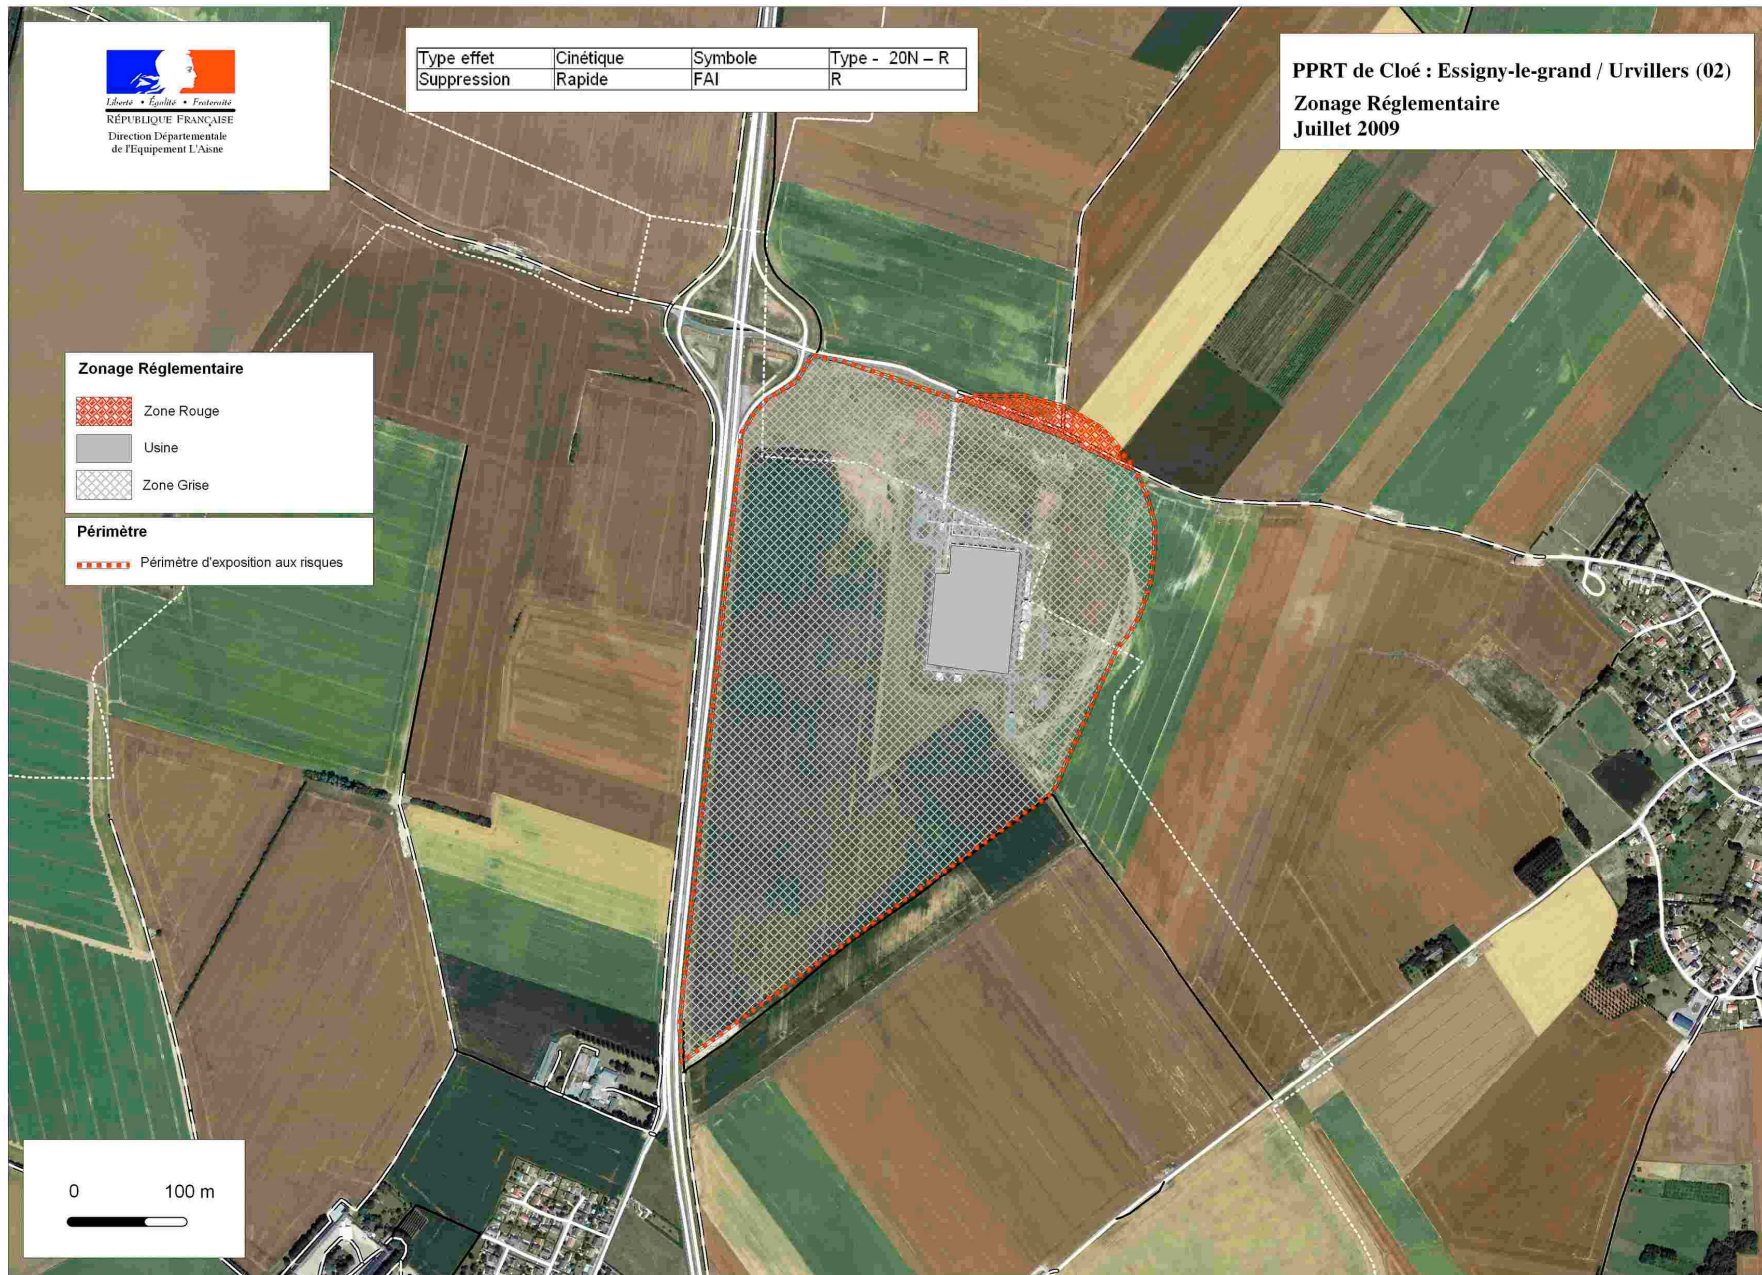 Liberté • Égalité • Fraternité
RÉPUBLIQUE FRANÇAISE
Direction Départementale
de l'Equipement L'Aisne
Type effet Cinétique Symbole Type - 20N – R
Suppression Rapide FAI R
PPRT de Cloé : Essigny-le-grand / Urvillers (02)
Zonage Réglementaire
Juillet 2009
Zonage Réglementaire
Zone Rouge
Usine
Zone Grise
Périmètre
Périmètre d'exposition aux risques
0 100 m